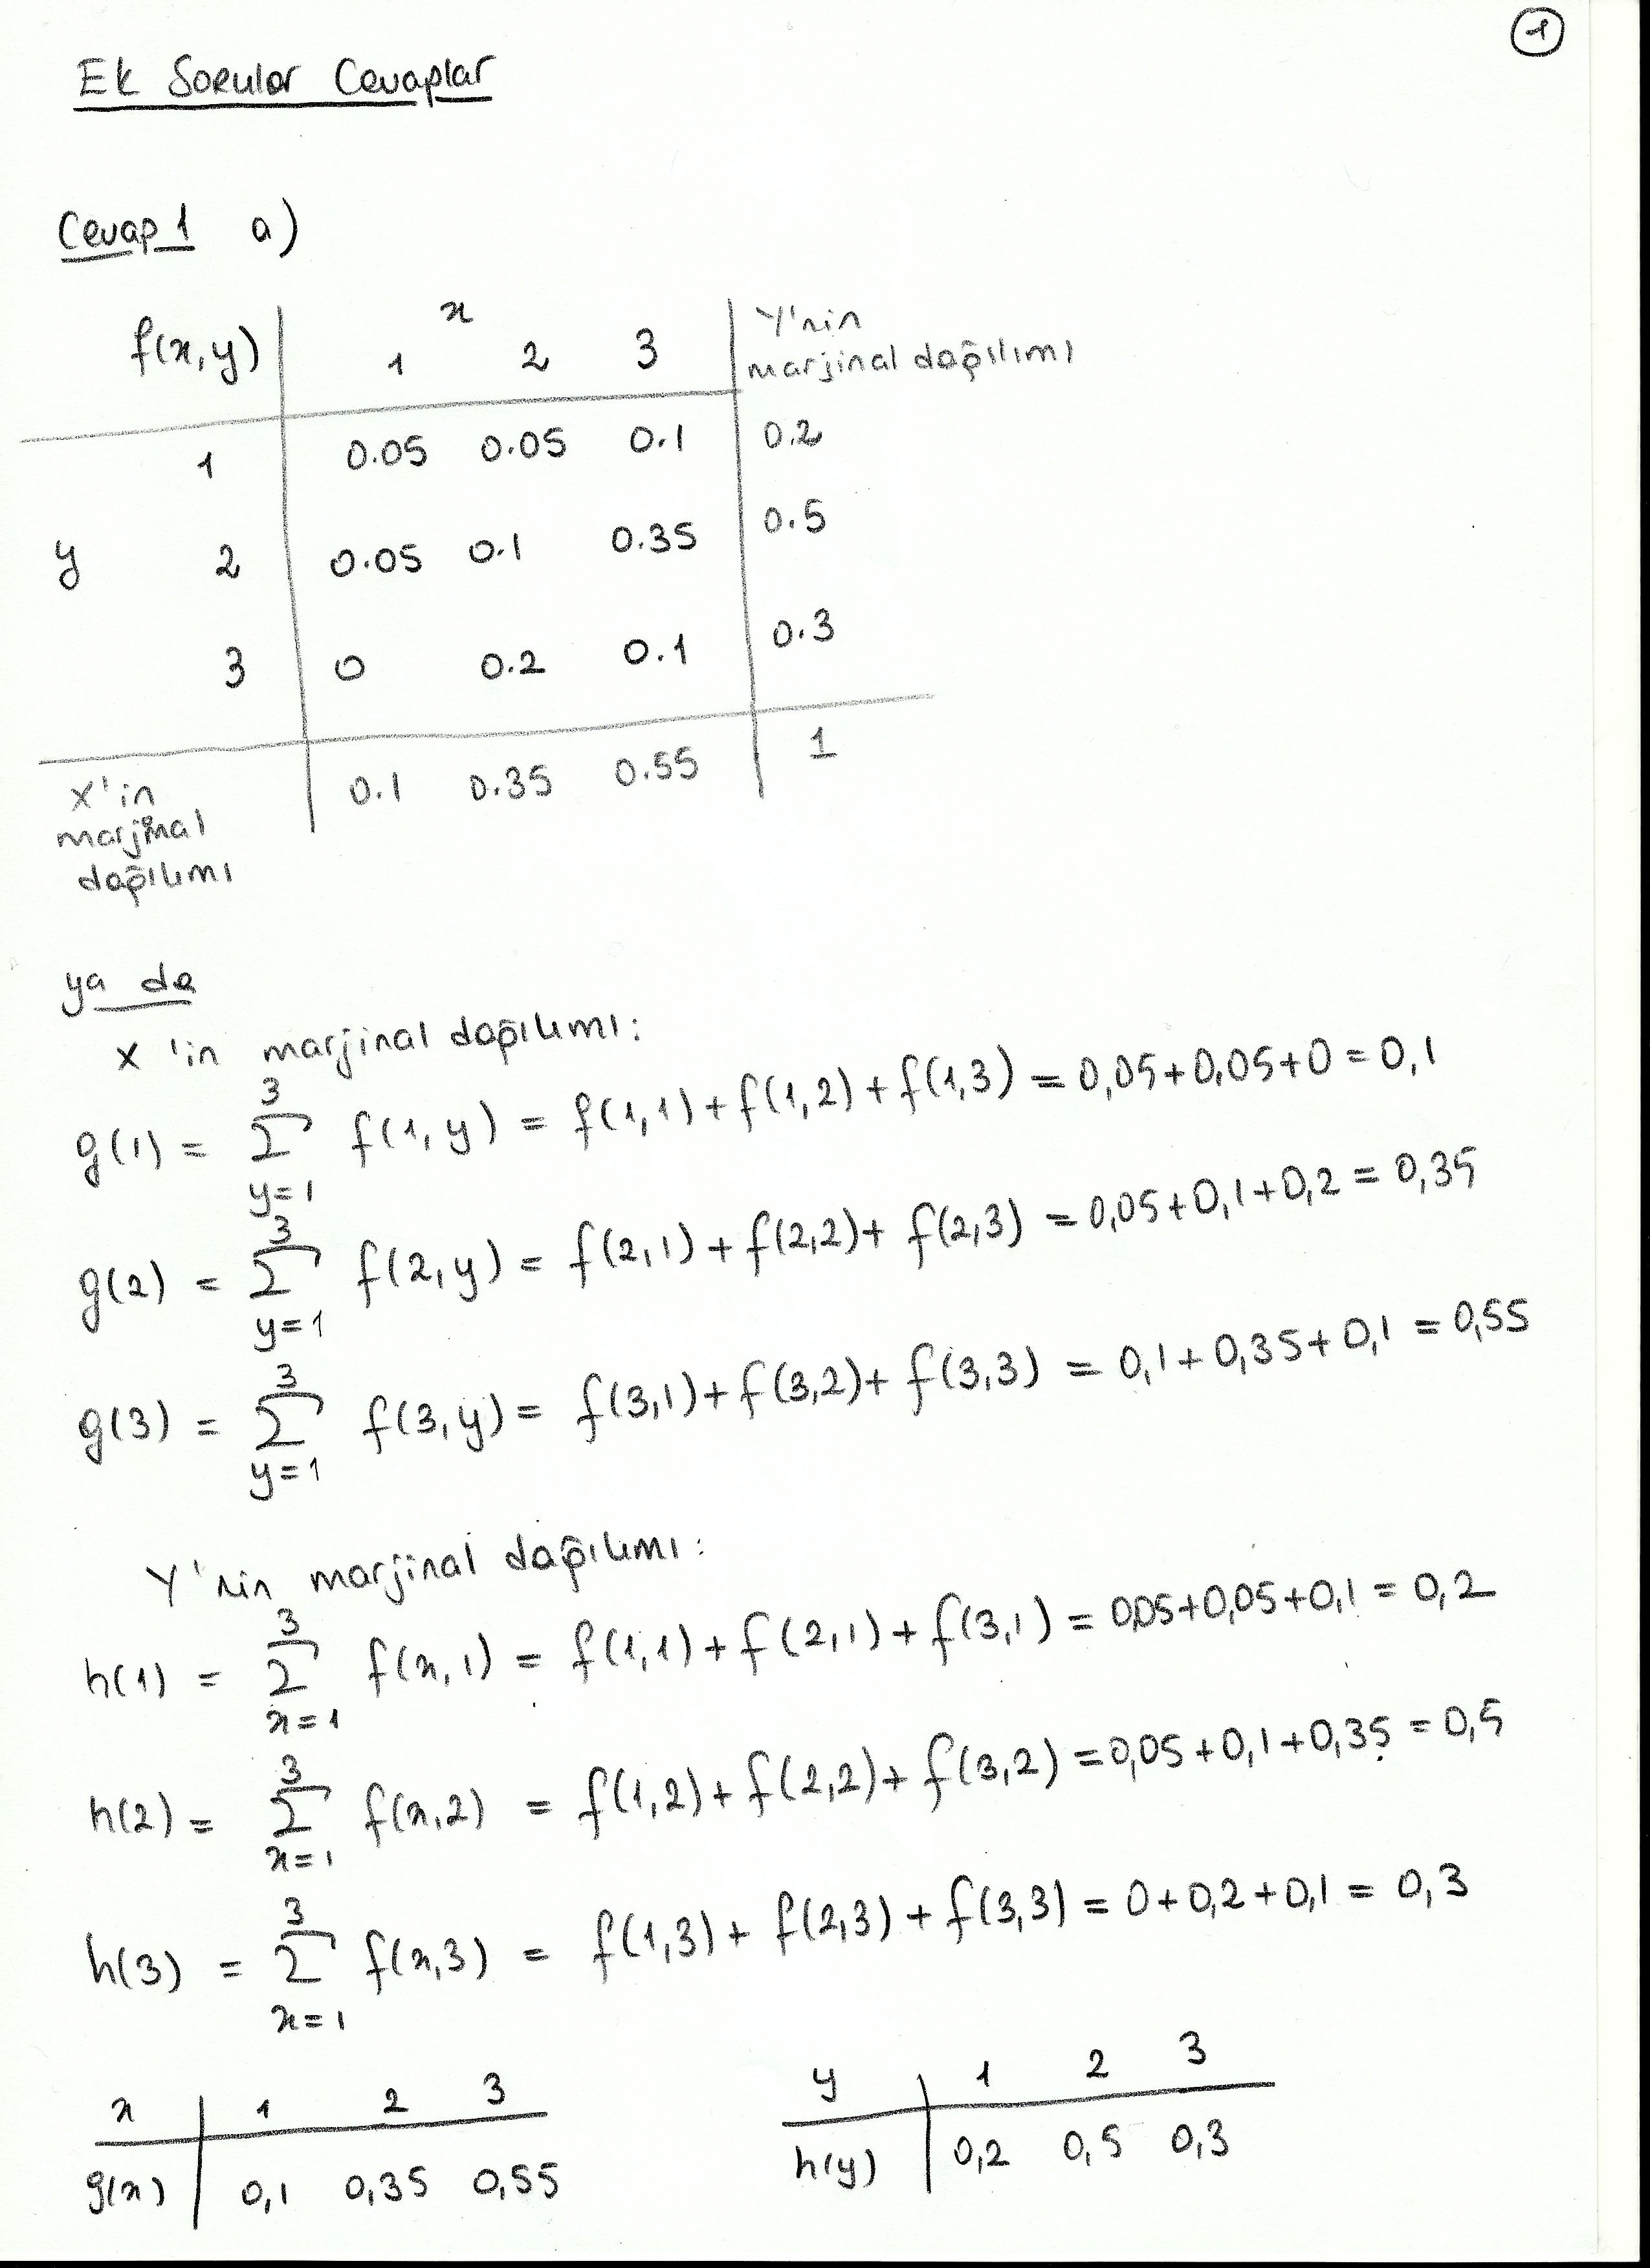 1
Ek Sorular Cevaplar
Cevap 1 a)
x
Y'nin
f(x,y) 1 2 3 marjinal dağılımı
1 0.05 0.05 0.1 0.2
y 2 0.05 0.1 0.35 0.5
3 0 0.2 0.1 0.3
X'in 0.1 0.35 0.55 1
marjinal
dağılımı
ya da
X'in marjinal dağılımı:
g(1) = ∑_{y=1}^{3} f(1,y) = f(1,1)+f(1,2)+f(1,3) = 0,05+0,05+0 = 0,1
g(2) = ∑_{y=1}^{3} f(2,y) = f(2,1)+f(2,2)+f(2,3) = 0,05+0,1+0,2 = 0,35
g(3) = ∑_{y=1}^{3} f(3,y) = f(3,1)+f(3,2)+f(3,3) = 0,1+0,35+0,1 = 0,55
Y'nin marjinal dağılımı:
h(1) = ∑_{x=1}^{3} f(x,1) = f(1,1)+f(2,1)+f(3,1) = 0,05+0,05+0,1 = 0,2
h(2) = ∑_{x=1}^{3} f(x,2) = f(1,2)+f(2,2)+f(3,2) = 0,05+0,1+0,35 = 0,5
h(3) = ∑_{x=1}^{3} f(x,3) = f(1,3)+f(2,3)+f(3,3) = 0+0,2+0,1 = 0,3
x 1 2 3
g(x) 0,1 0,35 0,55
y 1 2 3
h(y) 0,2 0,5 0,3